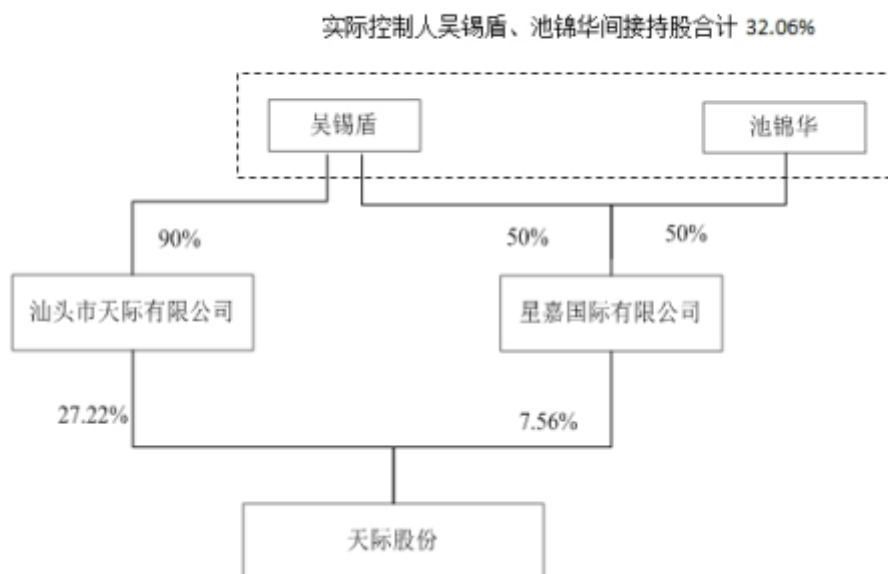 实际控制人吴锡盾、池锦华间接持股合计 32.06%
吴锡盾
池锦华
90%
50%
50%
汕头市天际有限公司
星嘉国际有限公司
27.22%
7.56%
天际股份